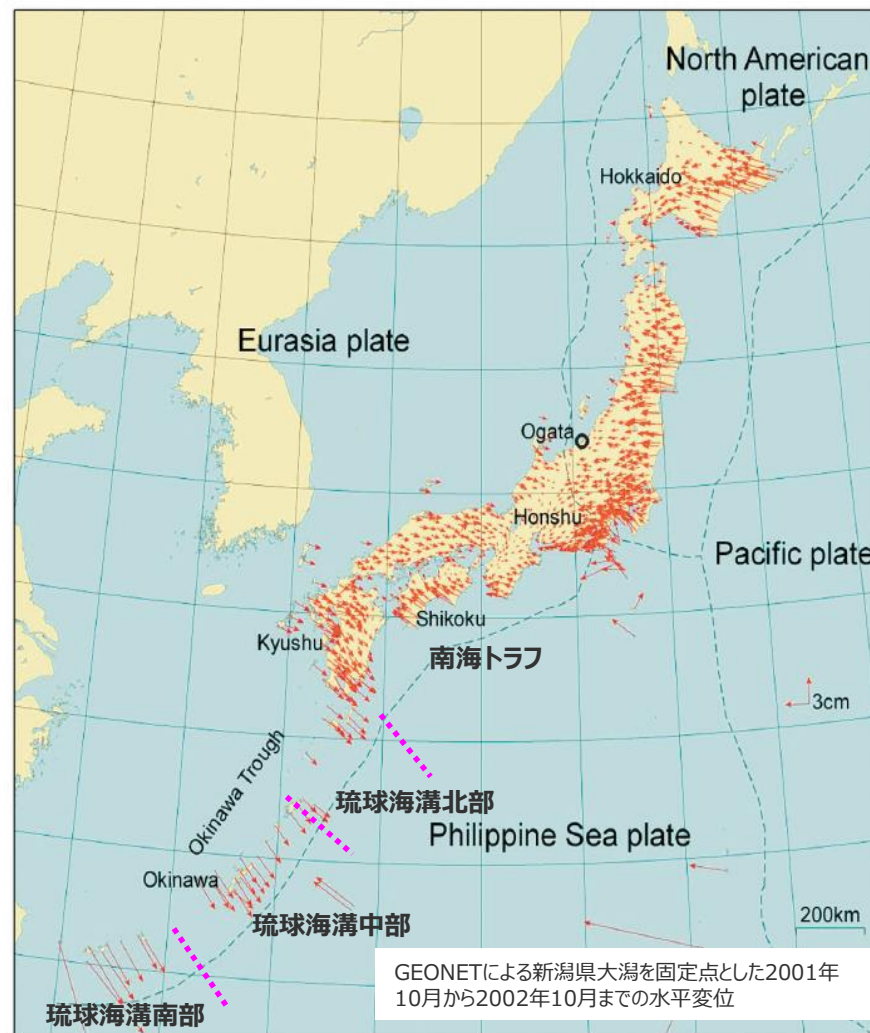 North American
plate
Hokkaido
Eurasia plate
Ogata
Honshu
Pacific plate
Shikoku
Kyushu
南海トラフ
3cm
Okinawa Trough
琉球海溝北部
Philippine Sea plate
Okinawa
琉球海溝中部
200km
GEONETによる新潟県大潟を固定点とした2001年
10月から2002年10月までの水平変位
琉球海溝南部